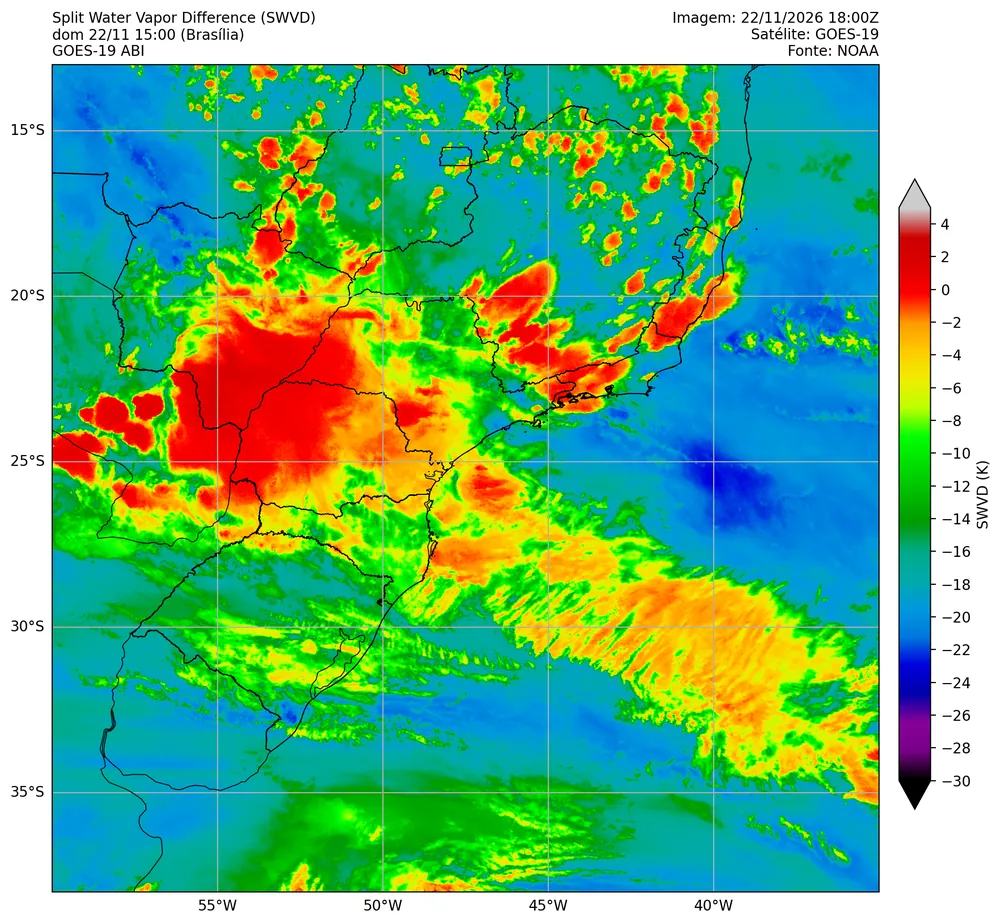 Split Water Vapor Difference (SWVD)
dom 22/11 15:00 (Brasília)
GOES-19 ABI
Imagem: 22/11/2026 18:00Z
Satélite: GOES-19
Fonte: NOAA
15°S
20°S
25°S
30°S
35°S
55°W
50°W
45°W
40°W
4
2
0
−2
−4
−6
−8
−10
−12
−14
−16
−18
−20
−22
−24
−26
−28
−30
SWVD (K)